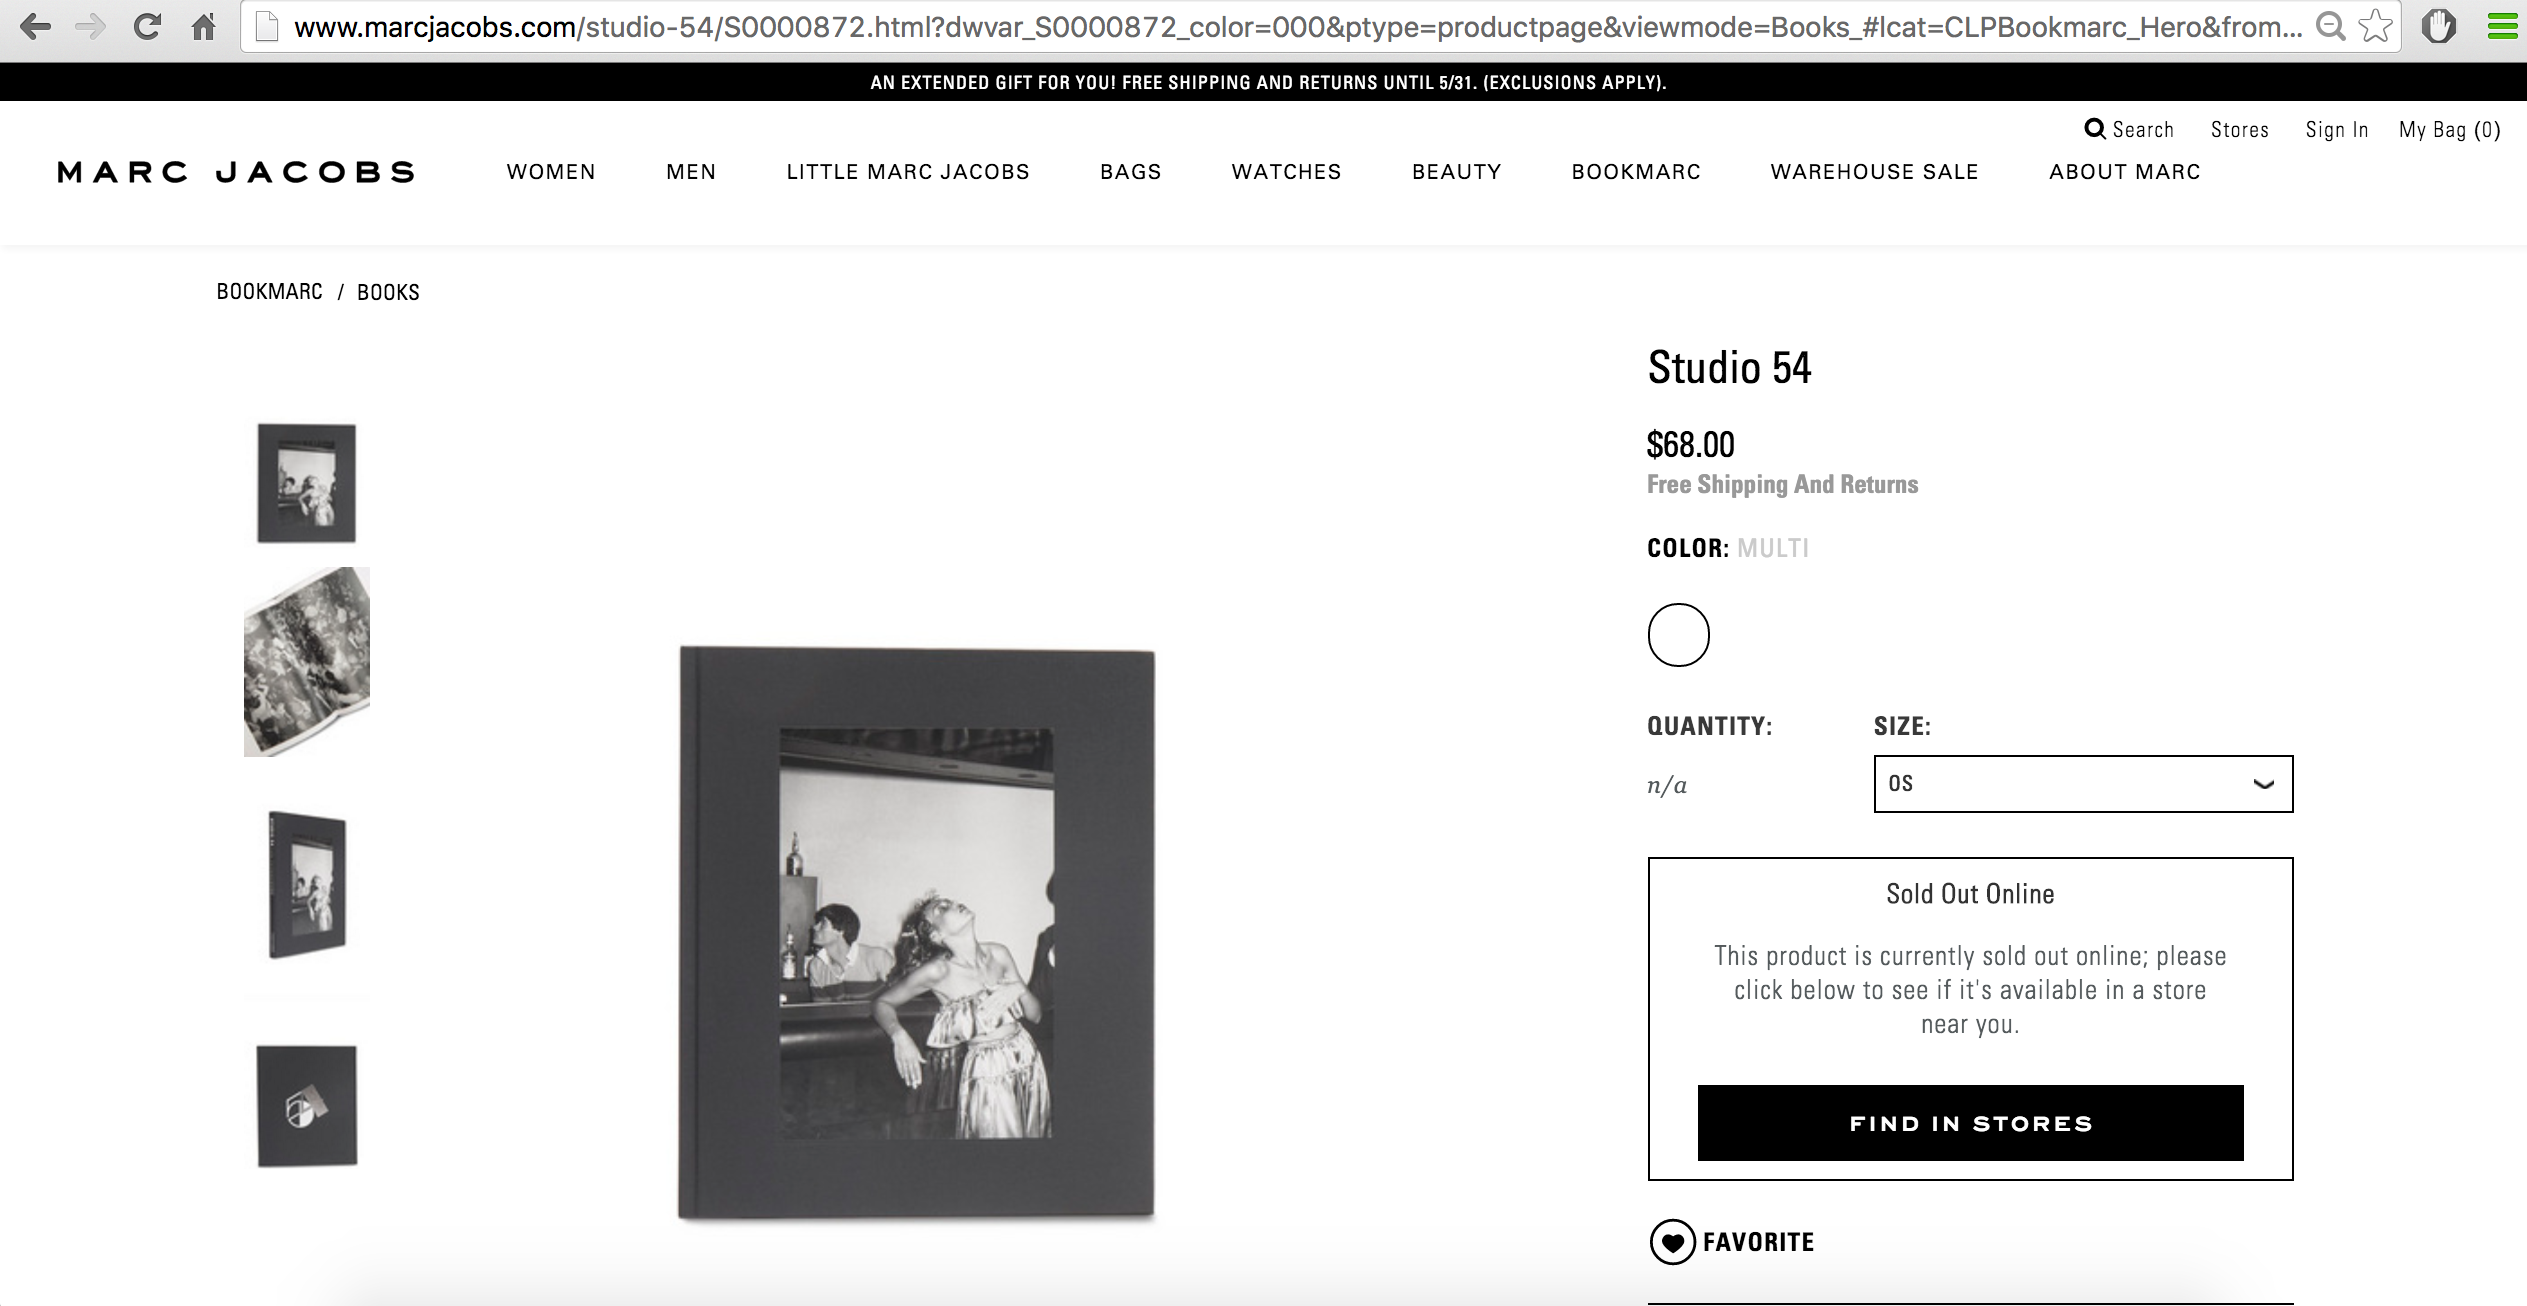 www.marcjacobs.com/studio-54/S0000872.html?dwvar_S0000872_color=000&ptype=productpage&viewmode=Books_#lcat=CLPBookmarc_Hero&from...
AN EXTENDED GIFT FOR YOU! FREE SHIPPING AND RETURNS UNTIL 5/31. (EXCLUSIONS APPLY).
Search Stores Sign In My Bag (0)
MARC JACOBS WOMEN MEN LITTLE MARC JACOBS BAGS WATCHES BEAUTY BOOKMARC WAREHOUSE SALE ABOUT MARC
BOOKMARC / BOOKS
Studio 54
$68.00
Free Shipping And Returns
COLOR: MULTI
QUANTITY: SIZE:
n/a OS
Sold Out Online
This product is currently sold out online; please
click below to see if it's available in a store
near you.
FIND IN STORES
FAVORITE